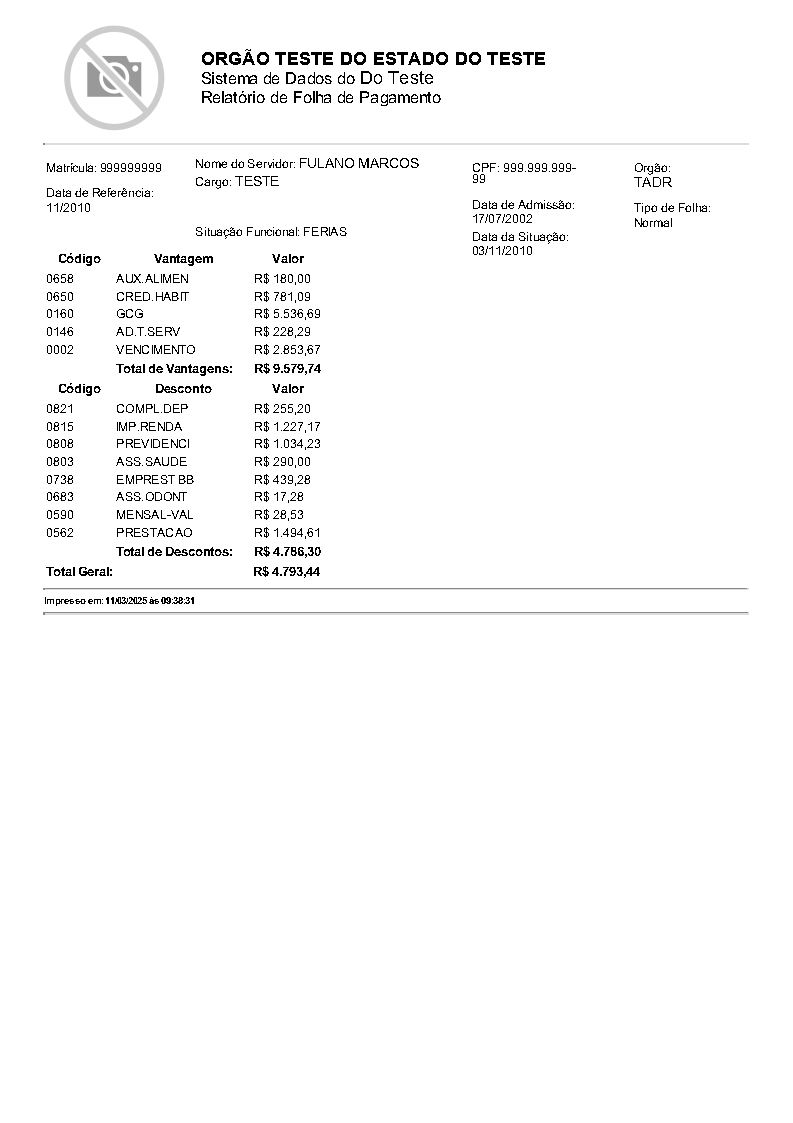 ORGÃO TESTE DO ESTADO DO TESTE
Sistema de Dados do Do Teste
Relatório de Folha de Pagamento
Matrícula: 999999999
Nome do Servidor: FULANO MARCOS
CPF: 999.999.999-
99
Orgão:
TADR
Cargo: TESTE
Data de Referência:
11/2010
Data de Admissão:
17/07/2002
Tipo de Folha:
Normal
Situação Funcional: FERIAS
Data da Situação:
03/11/2010
Código Vantagem Valor
0658 AUX.ALIMEN R$ 180,00
0650 CRED.HABIT R$ 781,09
0160 GCG R$ 5.536,69
0146 AD.T.SERV R$ 228,29
0002 VENCIMENTO R$ 2.853,67
Total de Vantagens: R$ 9.579,74
Código Desconto Valor
0821 COMPL.DEP R$ 255,20
0815 IMP.RENDA R$ 1.227,17
0808 PREVIDENCI R$ 1.034,23
0803 ASS.SAUDE R$ 290,00
0738 EMPREST BB R$ 439,28
0683 ASS.ODONT R$ 17,28
0590 MENSAL-VAL R$ 28,53
0562 PRESTACAO R$ 1.494,61
Total de Descontos: R$ 4.786,30
Total Geral: R$ 4.793,44
Impresso em: 11/03/2025 às 09:38:31